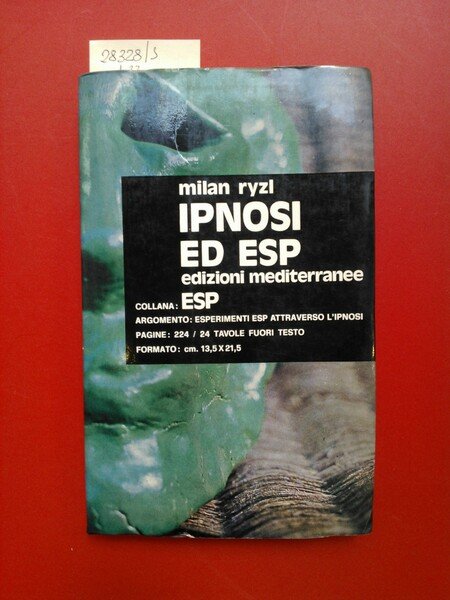 28328/S
milan ryzl
IPNOSI
ED ESP
edizioni mediterranee
COLLANA: ESP
ARGOMENTO: ESPERIMENTI ESP ATTRAVERSO L'IPNOSI
PAGINE: 224 / 24 TAVOLE FUORI TESTO
FORMATO: cm. 13,5 X 21,5